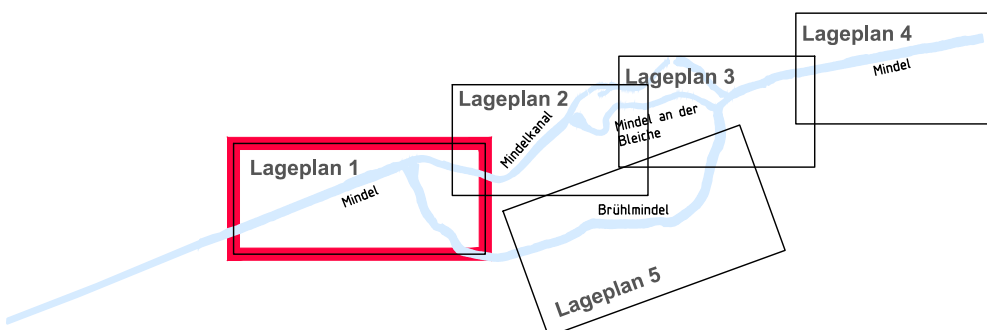 Lageplan 4
Mindel
Lageplan 3
Lageplan 2
Mindel an der
Bleiche
Mindelkanal
Lageplan 1
Mindel
Brühlmindel
Lageplan 5